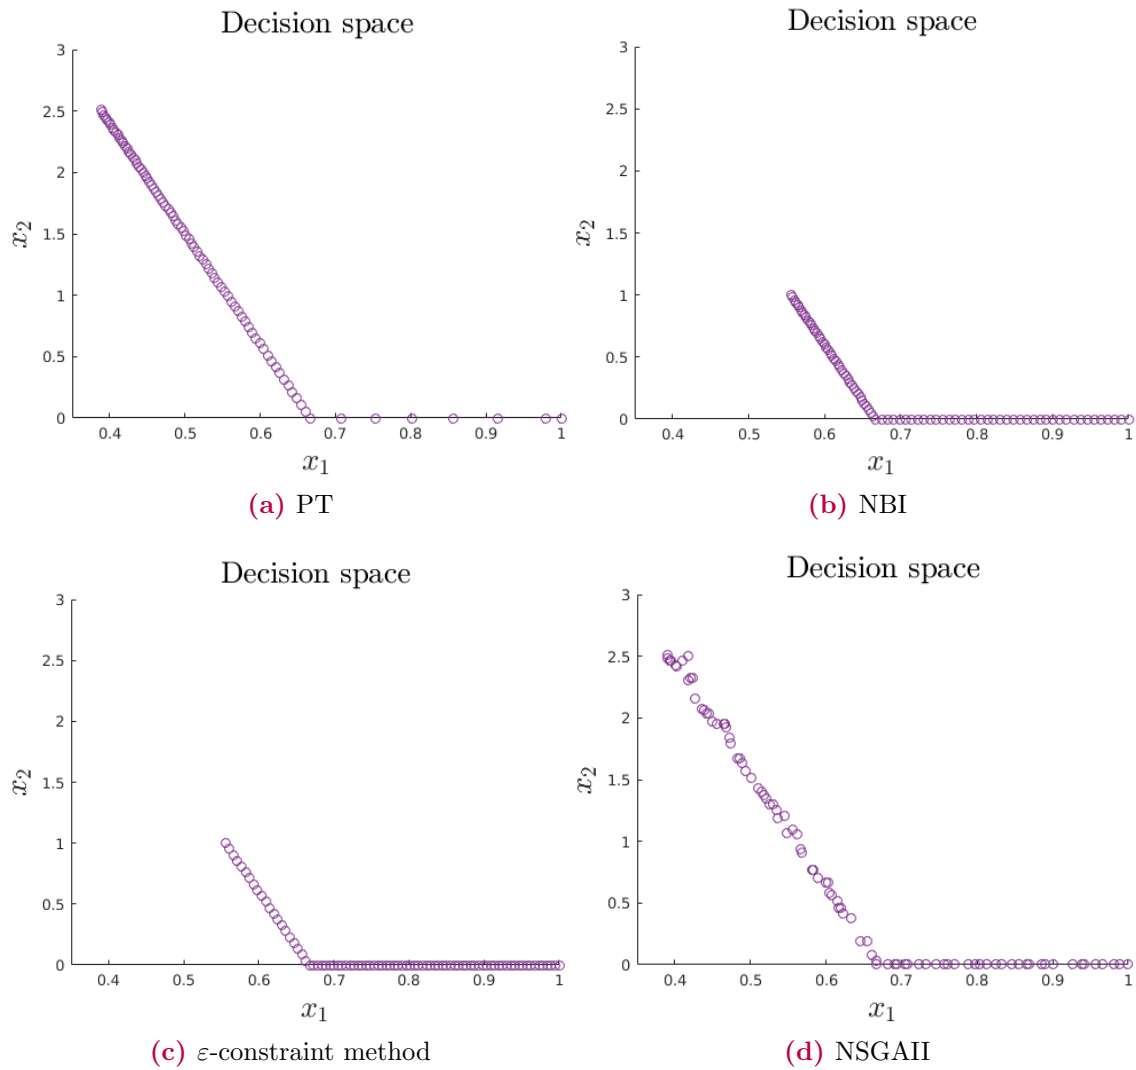 Decision space
3
2.5
2
1.5
1
0.5
0
0.4 0.5 0.6 0.7 0.8 0.9 1
x₂
x₁
(a) PT
Decision space
3
2.5
2
1.5
1
0.5
0
0.4 0.5 0.6 0.7 0.8 0.9 1
x₂
x₁
(b) NBI
Decision space
3
2.5
2
1.5
1
0.5
0
0.4 0.5 0.6 0.7 0.8 0.9 1
x₂
x₁
(c) ε-constraint method
Decision space
3
2.5
2
1.5
1
0.5
0
0.4 0.5 0.6 0.7 0.8 0.9 1
x₂
x₁
(d) NSGAII